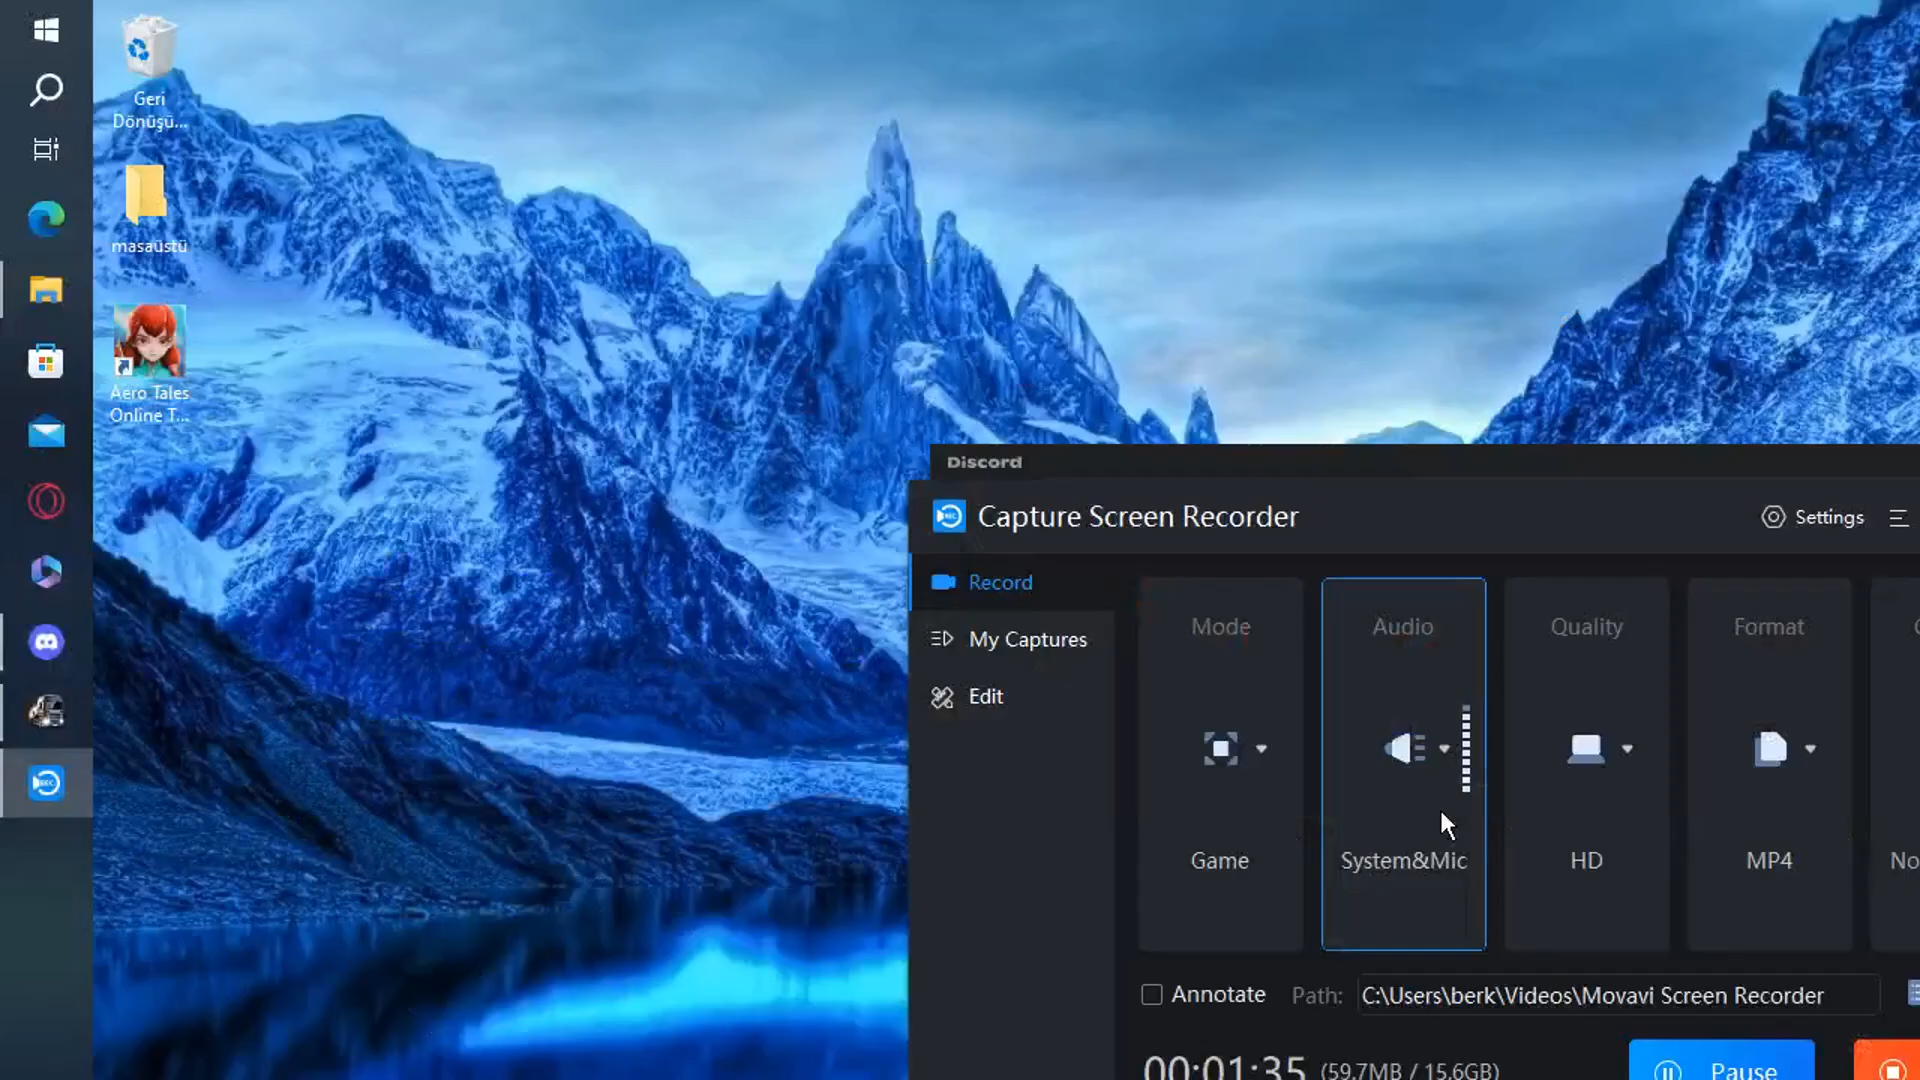 Geri
Dönüşü...
masaüstü
Aero Tales
Online T...
Discord
Capture Screen Recorder
Settings
Record
My Captures
Edit
Mode
Audio
Quality
Format
Game
System&Mic
HD
MP4
No
Annotate
Path:
C:\Users\berk\Videos\Movavi Screen Recorder
00:01:35
(59,7MB / 15,6GB)
Pause